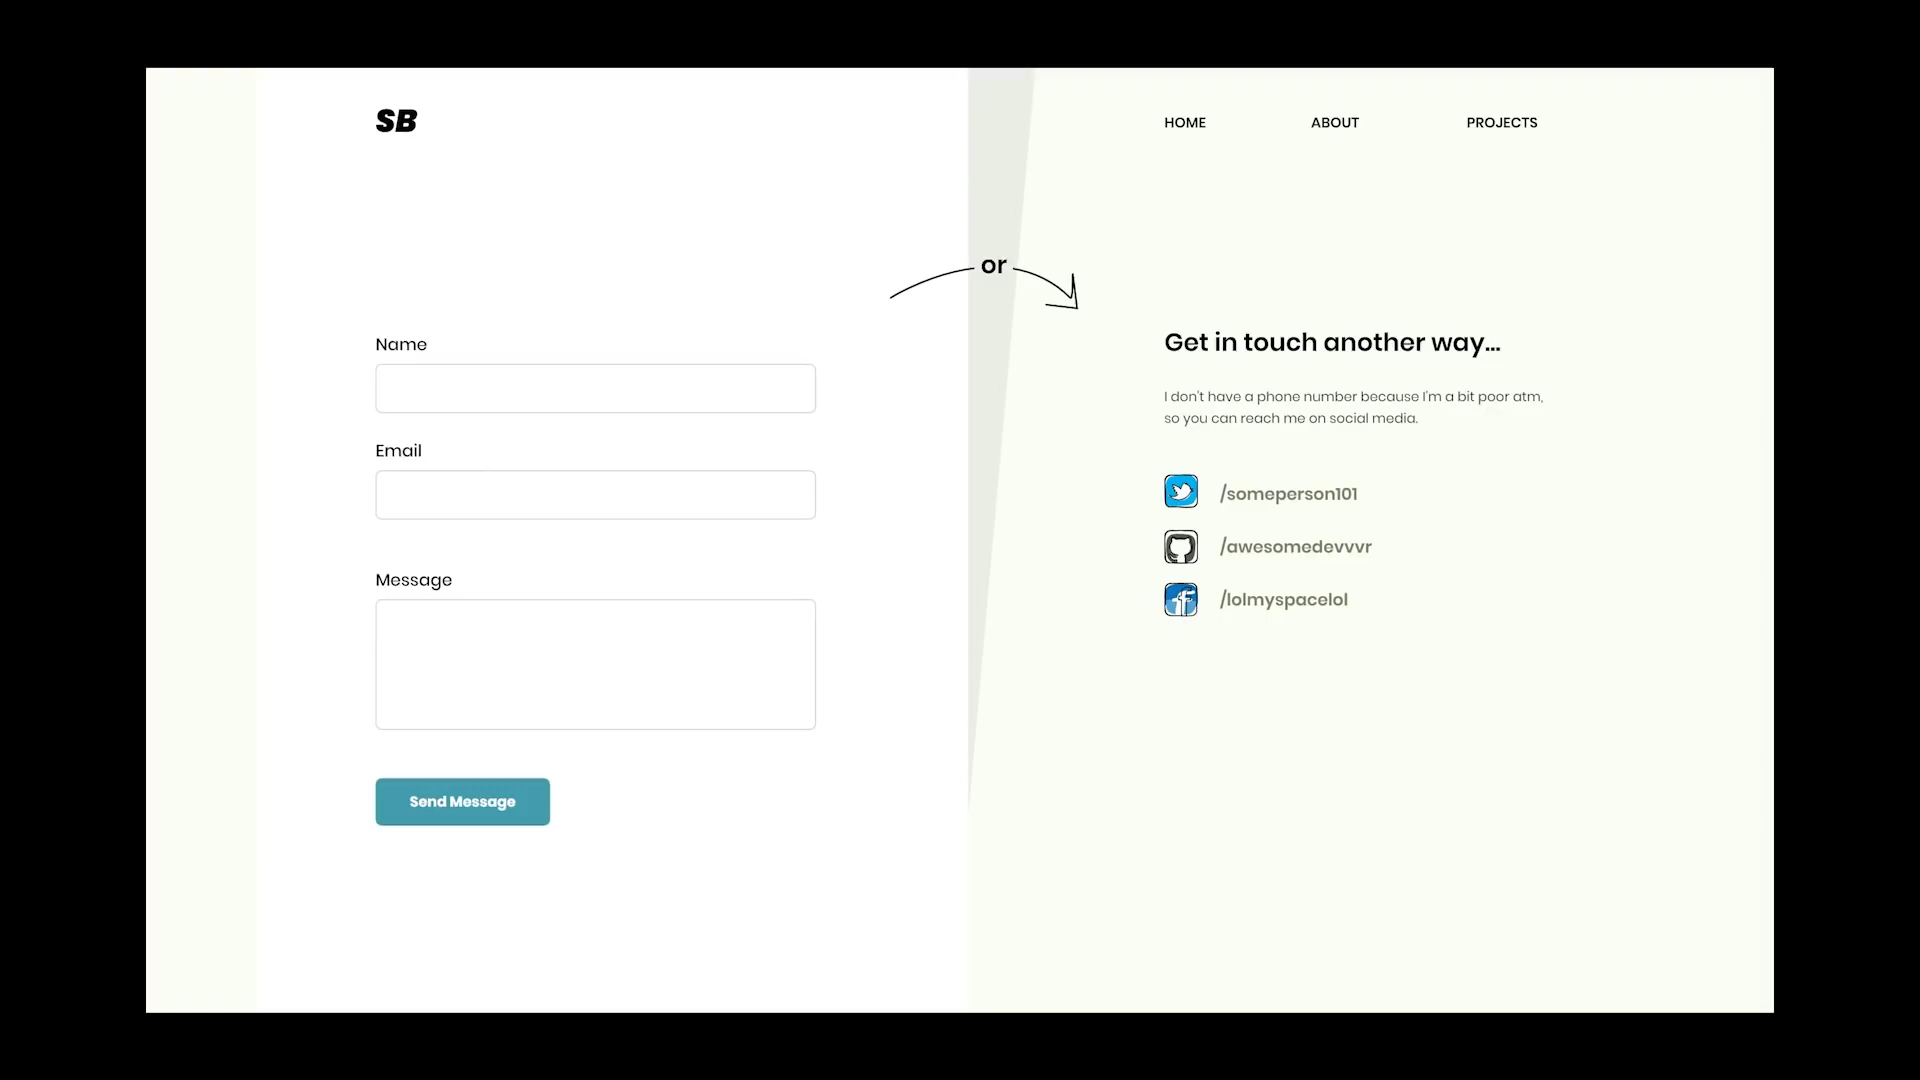 SB
HOME
ABOUT
PROJECTS
or
Name
Email
Message
Send Message
Get in touch another way...
I don't have a phone number because I'm a bit poor atm,
so you can reach me on social media.
/someperson101
/awesomedevvvr
/lolmyspacelol